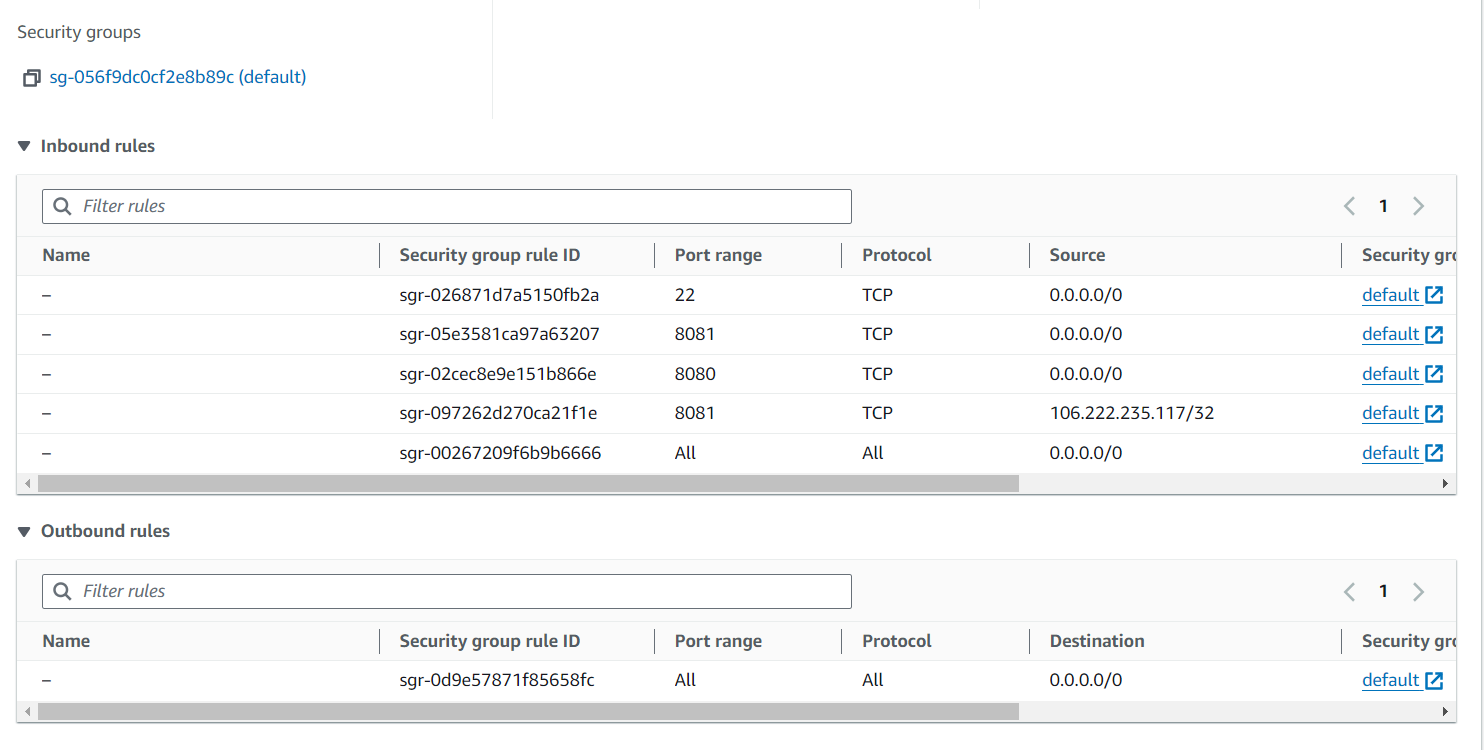 Security groups
sg-056f9dc0cf2e8b89c (default)
Inbound rules
Filter rules
1
Name Security group rule ID Port range Protocol Source Security gro
– sgr-026871d7a5150fb2a 22 TCP 0.0.0.0/0 default
– sgr-05e3581ca97a63207 8081 TCP 0.0.0.0/0 default
– sgr-02cec8e9e151b866e 8080 TCP 0.0.0.0/0 default
– sgr-097262d270ca21f1e 8081 TCP 106.222.235.117/32 default
– sgr-00267209f6b9b6666 All All 0.0.0.0/0 default
Outbound rules
Filter rules
1
Name Security group rule ID Port range Protocol Destination Security gro
– sgr-0d9e57871f85658fc All All 0.0.0.0/0 default